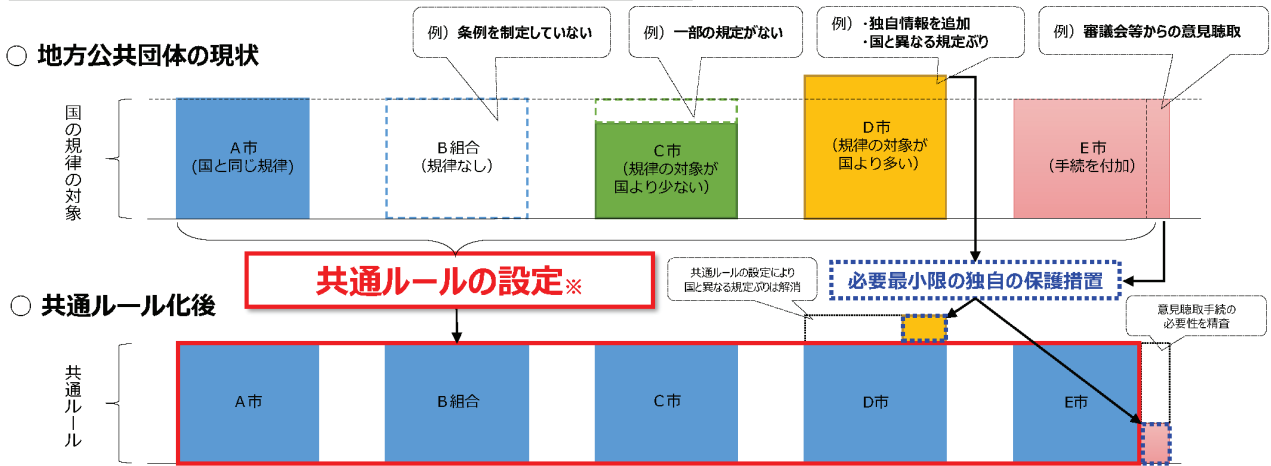 ○ 地方公共団体の現状
例）条例を制定していない
例）一部の規定がない
例）・独自情報を追加
・国と異なる規定ぶり
例）審議会等からの意見聴取
国の規律の対象
A市
(国と同じ規律)
B組合
（規律なし）
C市
（規律の対象が
国より少ない）
D市
（規律の対象が
国より多い）
E市
（手続を付加）
共通ルールの設定※
共通ルールの設定により
国と異なる規定ぶりは解消
必要最小限の独自の保護措置
○ 共通ルール化後
意見聴取手続の
必要性を精査
共通ルール
A市
B組合
C市
D市
E市